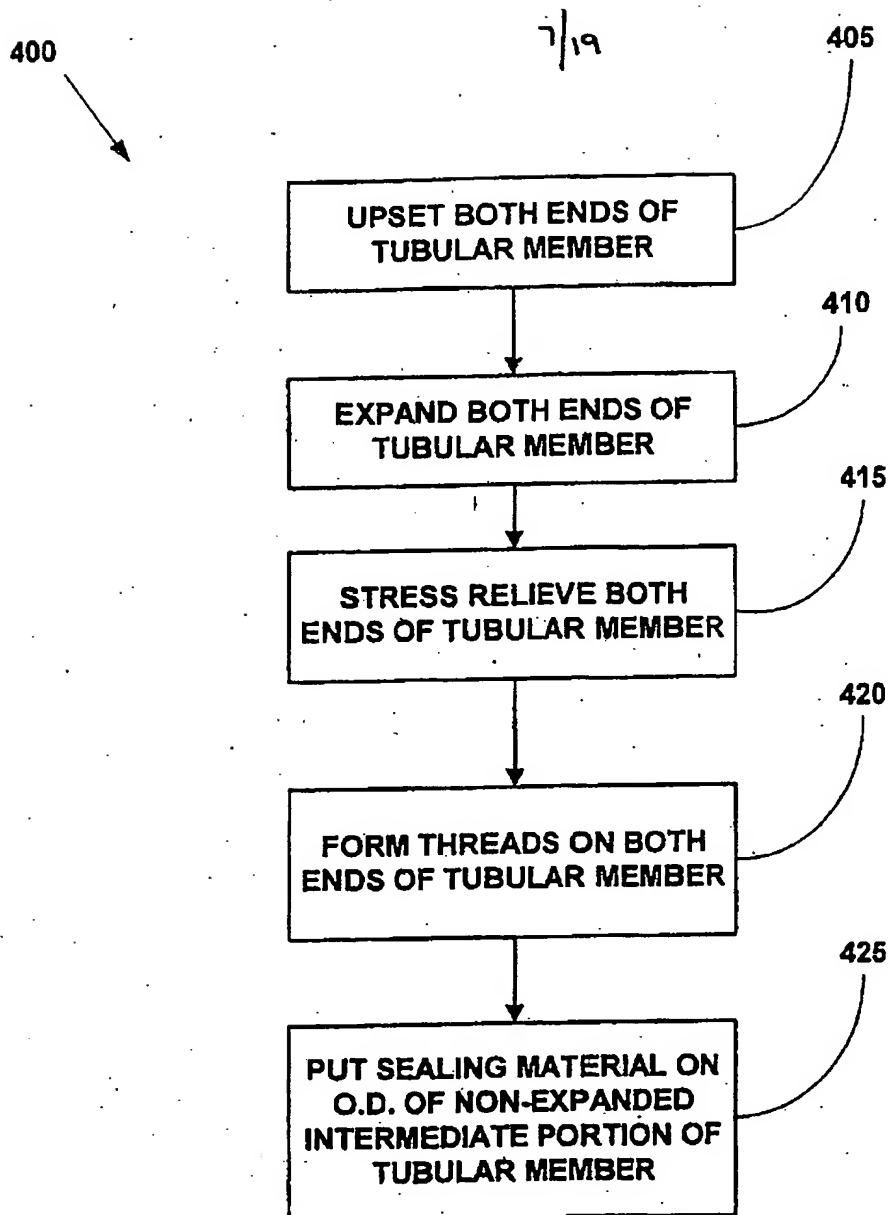 7/19
400
405
UPSET BOTH ENDS OF
TUBULAR MEMBER
410
EXPAND BOTH ENDS OF
TUBULAR MEMBER
415
STRESS RELIEVE BOTH
ENDS OF TUBULAR MEMBER
420
FORM THREADS ON BOTH
ENDS OF TUBULAR MEMBER
425
PUT SEALING MATERIAL ON
O.D. OF NON-EXPANDED
INTERMEDIATE PORTION OF
TUBULAR MEMBER